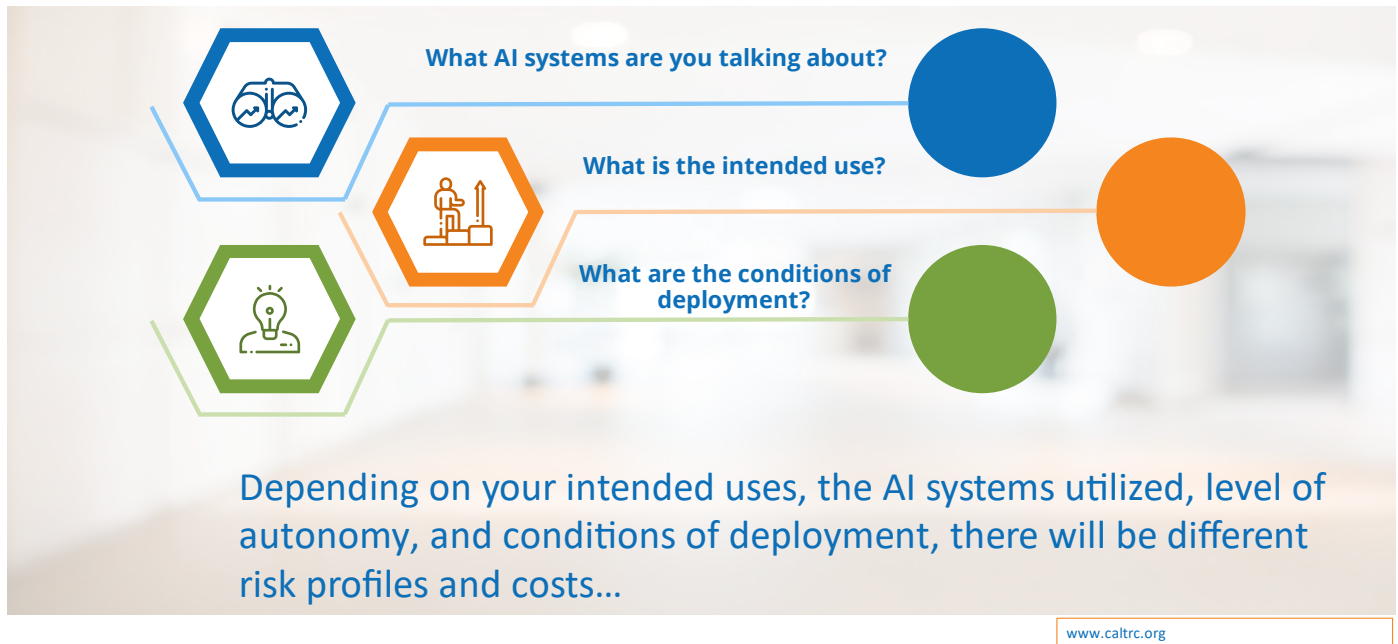 What AI systems are you talking about?
What is the intended use?
What are the conditions of
deployment?
Depending on your intended uses, the AI systems utilized, level of
autonomy, and conditions of deployment, there will be different
risk profiles and costs…
www.caltrc.org